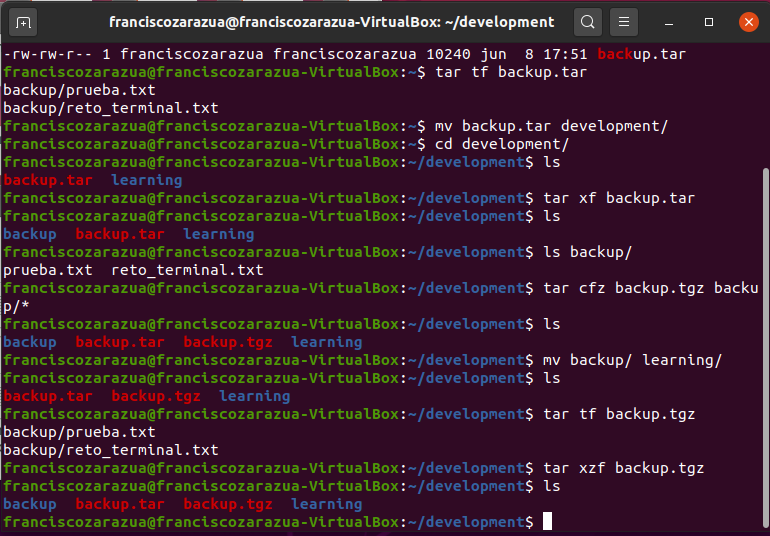 franciscozarazua@franciscozarazua-VirtualBox: ~/development
-rw-rw-r-- 1 franciscozarazua franciscozarazua 10240 jun  8 17:51 backup.tar
franciscozarazua@franciscozarazua-VirtualBox:~$ tar tf backup.tar
backup/prueba.txt
backup/reto_terminal.txt
franciscozarazua@franciscozarazua-VirtualBox:~$ mv backup.tar development/
franciscozarazua@franciscozarazua-VirtualBox:~$ cd development/
franciscozarazua@franciscozarazua-VirtualBox:~/development$ ls
backup.tar  learning
franciscozarazua@franciscozarazua-VirtualBox:~/development$ tar xf backup.tar
franciscozarazua@franciscozarazua-VirtualBox:~/development$ ls
backup  backup.tar  learning
franciscozarazua@franciscozarazua-VirtualBox:~/development$ ls backup/
prueba.txt  reto_terminal.txt
franciscozarazua@franciscozarazua-VirtualBox:~/development$ tar cfz backup.tgz backu
p/*
franciscozarazua@franciscozarazua-VirtualBox:~/development$ ls
backup  backup.tar  backup.tgz  learning
franciscozarazua@franciscozarazua-VirtualBox:~/development$ mv backup/ learning/
franciscozarazua@franciscozarazua-VirtualBox:~/development$ ls
backup.tar  backup.tgz  learning
franciscozarazua@franciscozarazua-VirtualBox:~/development$ tar tf backup.tgz
backup/prueba.txt
backup/reto_terminal.txt
franciscozarazua@franciscozarazua-VirtualBox:~/development$ tar xzf backup.tgz
franciscozarazua@franciscozarazua-VirtualBox:~/development$ ls
backup  backup.tar  backup.tgz  learning
franciscozarazua@franciscozarazua-VirtualBox:~/development$